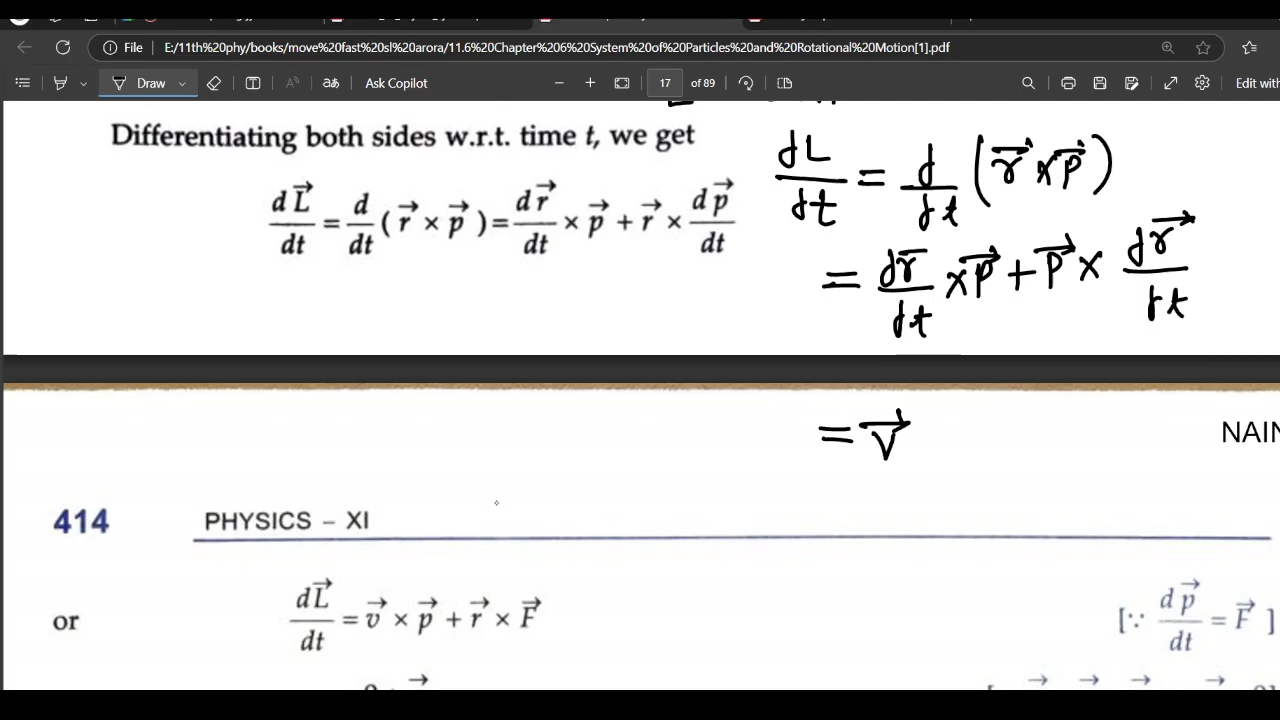 File E:/11th%20phy/books/move%20fast%20sl%20arora/11.6%20Chapter%206%20System%20of%20Particles%20and%20Rotational%20Motion[1].pdf
Draw Ask Copilot 17 of 89 Edit with
Differentiating both sides w.r.t. time t, we get
dL⃗/dt = d/dt (r⃗ × p⃗) = dr⃗/dt × p⃗ + r⃗ × dp⃗/dt
dL/dt = d/dt (r⃗ × p⃗)
= dr⃗/dt × p⃗ + p⃗ × dr⃗/dt
= v⃗
NAIN
414 PHYSICS – XI
or dL⃗/dt = v⃗ × p⃗ + r⃗ × F⃗ [∵ dp⃗/dt = F⃗ ]